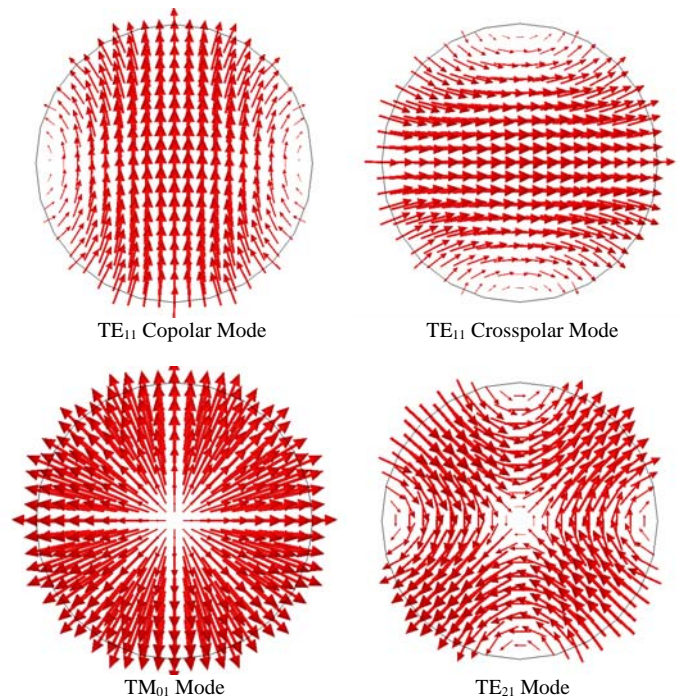 TE₁₁ Copolar Mode
TE₁₁ Crosspolar Mode
TM₀₁ Mode
TE₂₁ Mode